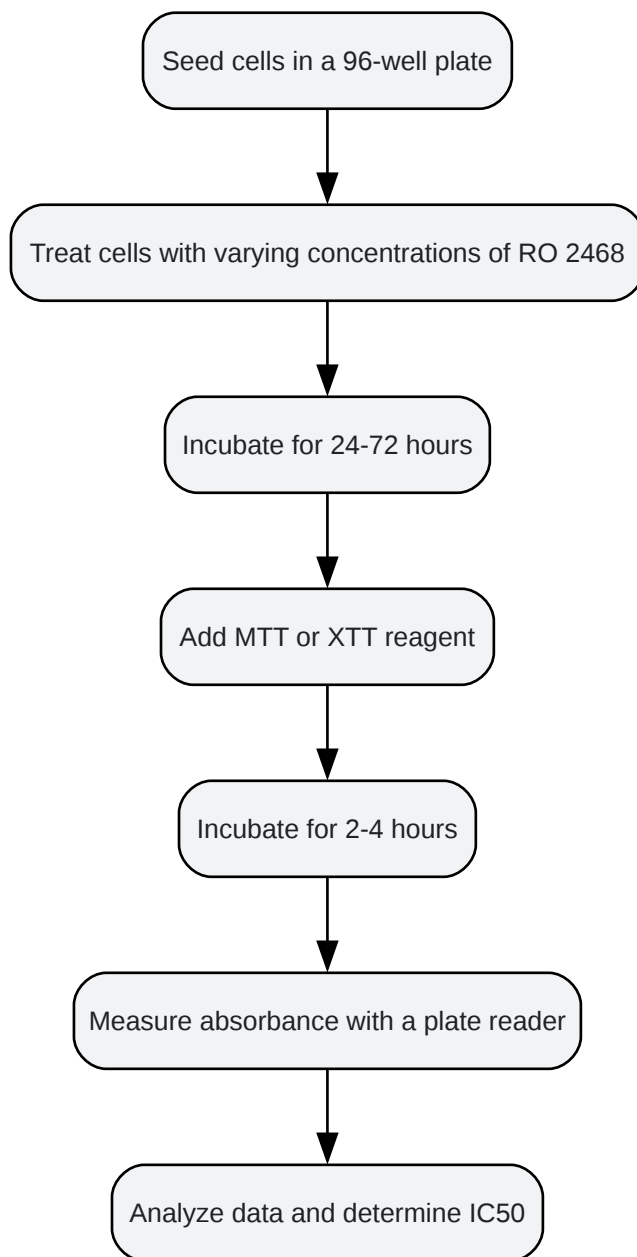 Seed cells in a 96-well plate
Treat cells with varying concentrations of RO 2468
Incubate for 24-72 hours
Add MTT or XTT reagent
Incubate for 2-4 hours
Measure absorbance with a plate reader
Analyze data and determine IC50